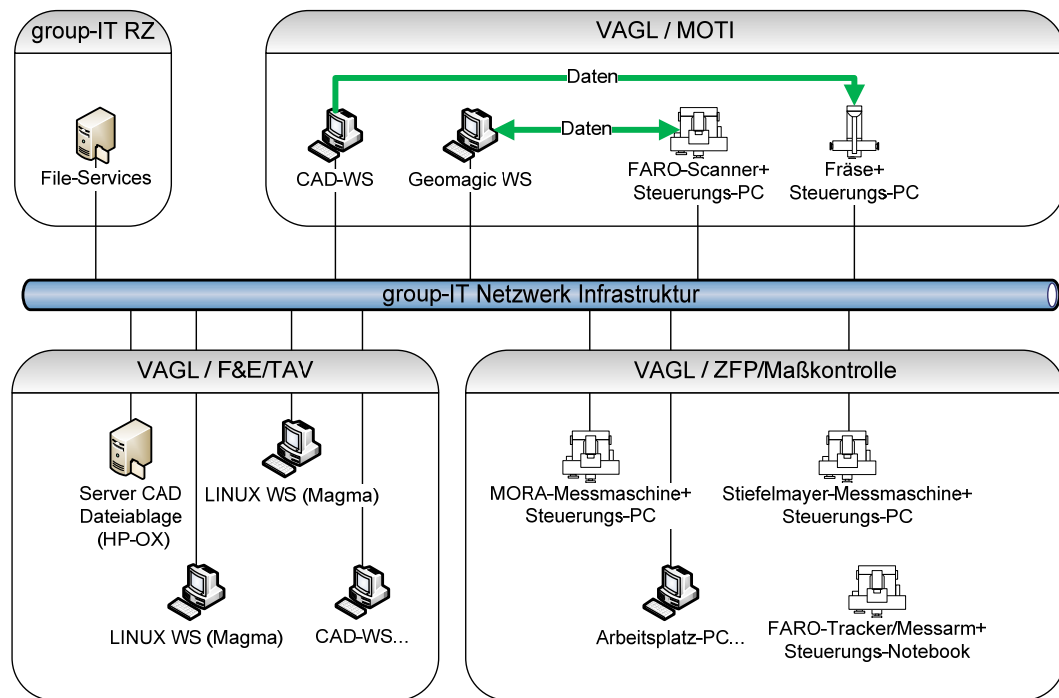 group-IT RZ
File-Services
VAGL / MOTI
Daten
Daten
CAD-WS
Geomagic WS
FARO-Scanner+
Steuerungs-PC
Fräse+
Steuerungs-PC
group-IT Netzwerk Infrastruktur
VAGL / F&E/TAV
Server CAD
Dateiablage
(HP-OX)
LINUX WS (Magma)
LINUX WS (Magma)
CAD-WS...
VAGL / ZFP/Maßkontrolle
MORA-Messmaschine+
Steuerungs-PC
Stiefelmayer-Messmaschine+
Steuerungs-PC
Arbeitsplatz-PC...
FARO-Tracker/Messarm+
Steuerungs-Notebook